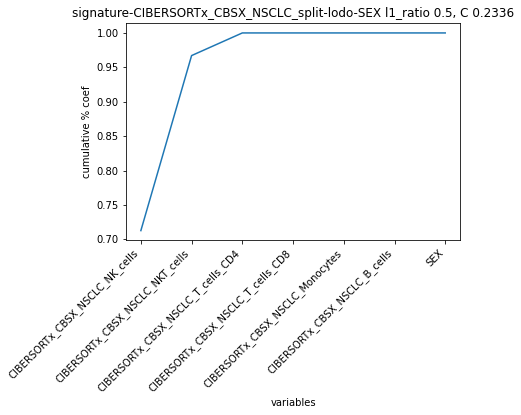 signature-CIBERSORTx_CBSX_NSCLC_split-lodo-SEX l1_ratio 0.5, C 0.2336
cumulative % coef
1.00
0.95
0.90
0.85
0.80
0.75
0.70
CIBERSORTx_CBSX_NSCLC_NK_cells
CIBERSORTx_CBSX_NSCLC_NKT_cells
CIBERSORTx_CBSX_NSCLC_T_cells_CD4
CIBERSORTx_CBSX_NSCLC_T_cells_CD8
CIBERSORTx_CBSX_NSCLC_Monocytes
CIBERSORTx_CBSX_NSCLC_B_cells
SEX
variables